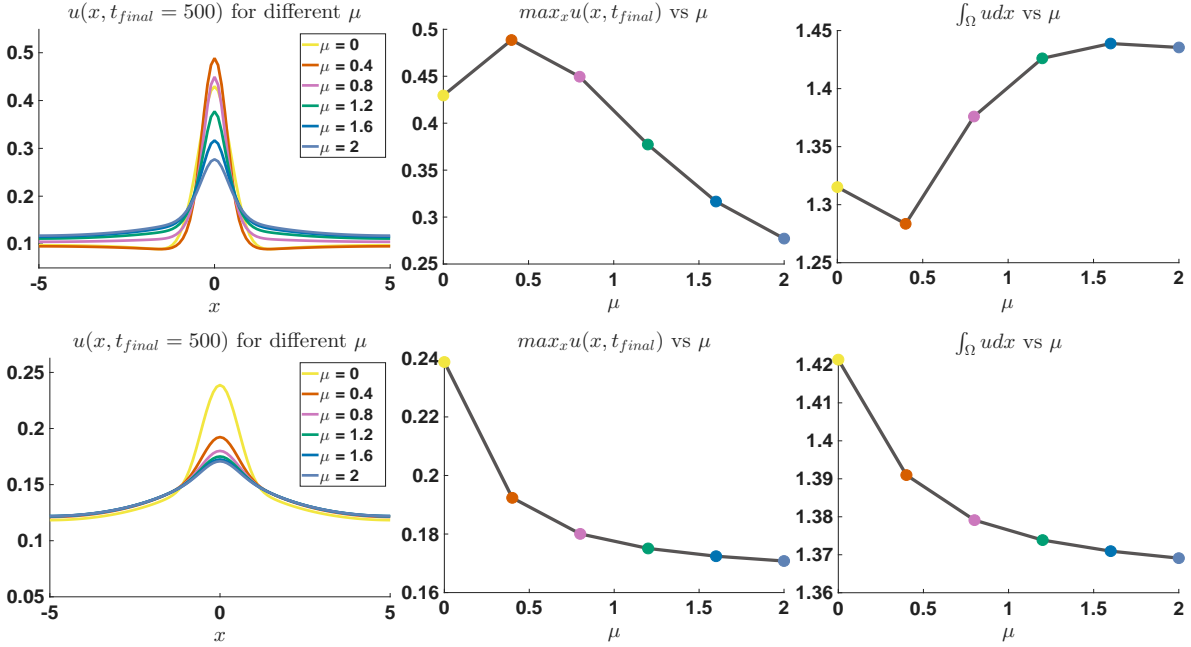 u(x, t_final = 500) for different μ
0.5
0.4
0.3
0.2
0.1
-5
0
5
x
μ = 0
μ = 0.4
μ = 0.8
μ = 1.2
μ = 1.6
μ = 2
max_x u(x, t_final) vs μ
0.5
0.45
0.4
0.35
0.3
0.25
0
0.5
1
1.5
2
μ
∫_Ω udx vs μ
1.45
1.4
1.35
1.3
1.25
0
0.5
1
1.5
2
μ
u(x, t_final = 500) for different μ
0.25
0.2
0.15
0.1
0.05
-5
0
5
x
μ = 0
μ = 0.4
μ = 0.8
μ = 1.2
μ = 1.6
μ = 2
max_x u(x, t_final) vs μ
0.24
0.22
0.2
0.18
0.16
0
0.5
1
1.5
2
μ
∫_Ω udx vs μ
1.42
1.41
1.4
1.39
1.38
1.37
1.36
0
0.5
1
1.5
2
μ